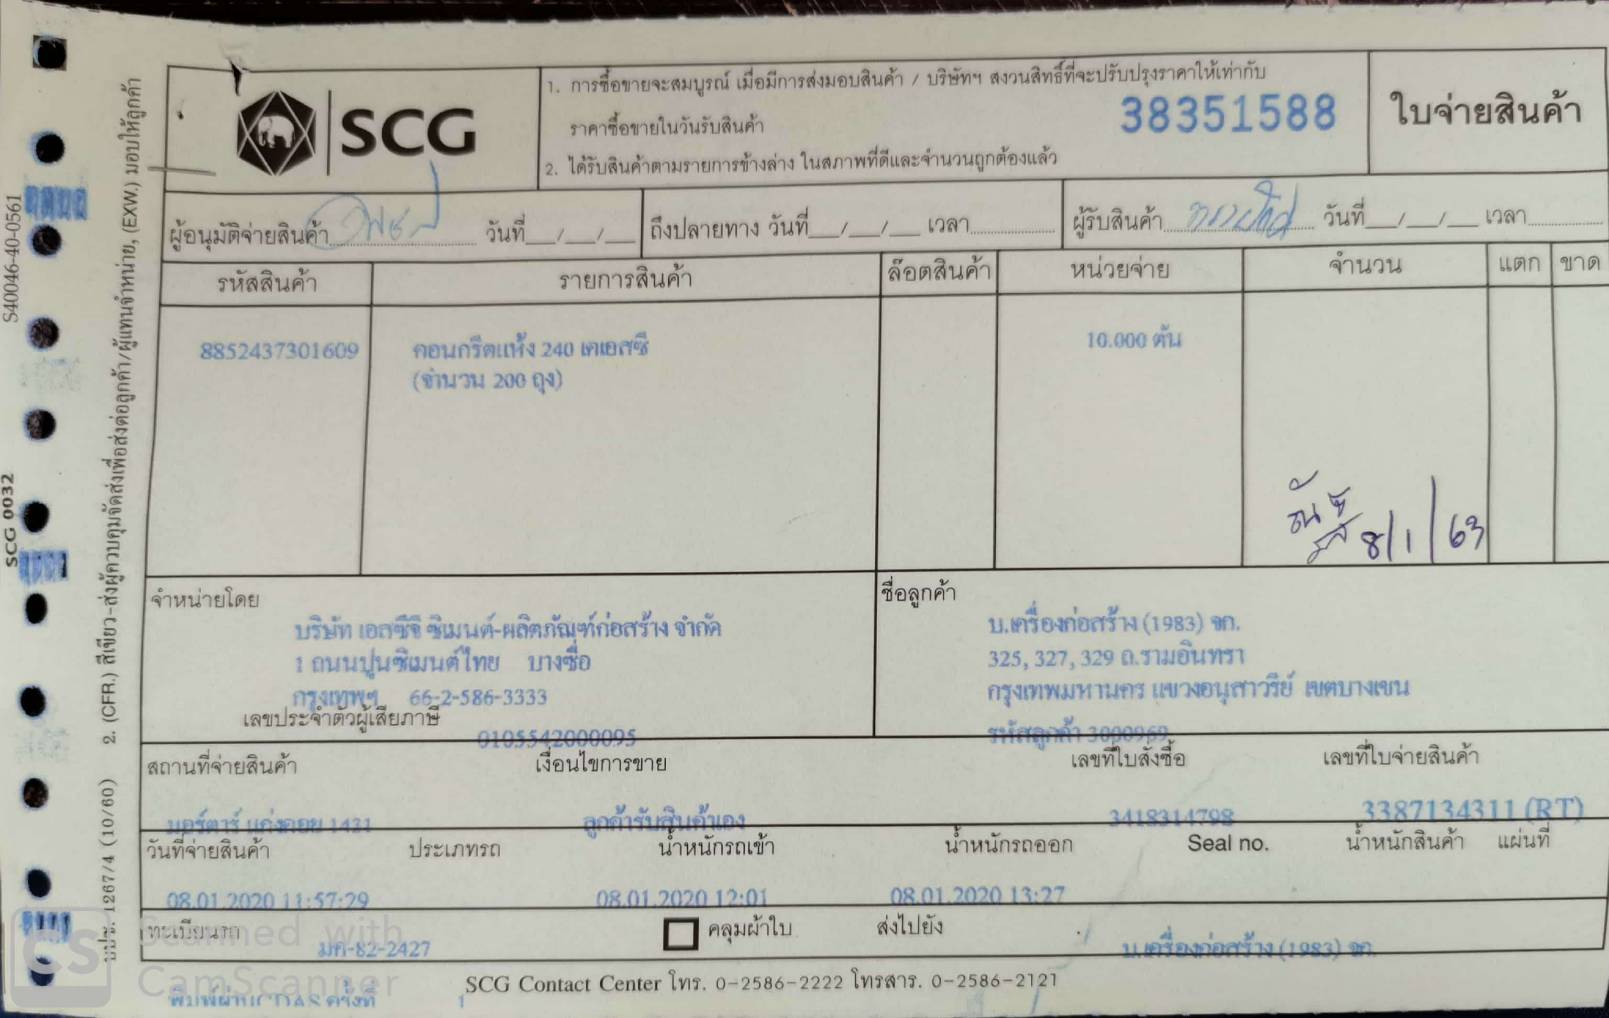 SCG
1. การซื้อขายจะสมบูรณ์ เมื่อมีการส่งมอบสินค้า / บริษัทฯ สงวนสิทธิ์ที่จะปรับปรุงราคาให้เท่ากับ
ราคาซื้อขายในวันรับสินค้า
38351588
2. ได้รับสินค้าตามรายการข้างล่าง ในสภาพที่ดีและจำนวนถูกต้องแล้ว
ใบจ่ายสินค้า
ผู้อนุมัติจ่ายสินค้า วันที่__/__/__ ถึงปลายทาง วันที่__/__/__ เวลา ผู้รับสินค้า วันที่__/__/__ เวลา
รหัสสินค้า รายการสินค้า ล๊อตสินค้า หน่วยจ่าย จำนวน แตก ขาด
8852437301609 คอนกรีตแห้ง 240 เคเอสซี 10.000 ตัน
(จำนวน 200 ถุง)
8/1/63
จำหน่ายโดย
บริษัท เอสซีจี ซิเมนต์-ผลิตภัณฑ์ก่อสร้าง จำกัด
1 ถนนปูนซิเมนต์ไทย บางซื่อ
กรุงเทพฯ 66-2-586-3333
เลขประจำตัวผู้เสียภาษี
0105542000095
ชื่อลูกค้า
บ.เครื่องก่อสร้าง (1983) จก.
325, 327, 329 ถ.รามอินทรา
กรุงเทพมหานคร แขวงอนุสาวรีย์ เขตบางเขน
รหัสลูกค้า 3000969
สถานที่จ่ายสินค้า เงื่อนไขการขาย เลขที่ใบสั่งซื้อ เลขที่ใบจ่ายสินค้า
มอร์ตาร์ แก่งคอย 1421 ลูกค้ารับสินค้าเอง 3418314798 3387134311 (RT)
วันที่จ่ายสินค้า ประเภทรถ น้ำหนักรถเข้า น้ำหนักรถออก Seal no. น้ำหนักสินค้า แผ่นที่
08.01.2020 11:57:29 08.01.2020 12:01 08.01.2020 13:27
ทะเบียนรถ คลุมผ้าใบ ส่งไปยัง
มค-82-2427 บ.เครื่องก่อสร้าง (1983) จก.
SCG Contact Center โทร. 0-2586-2222 โทรสาร. 0-2586-2121
พิมพ์ผ่าน CDAS ครั้งที่ 1
S40046-40-0561
SCG 0032
2. (CFR.) สีเขียว-ส่งผู้ควบคุมจัดส่งเพื่อส่งต่อลูกค้า/ผู้แทนจำหน่าย, (EXW.) มอบให้ลูกค้า
บปช. 1267/4 (10/60)
CS
Scanned with
CamScanner